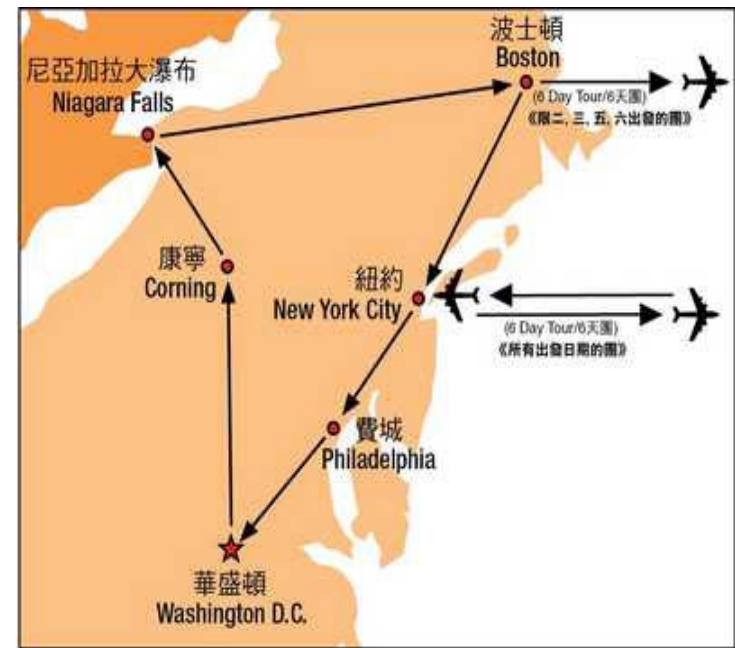 波士頓
Boston
(6 Day Tour/6天團)
《限二, 三, 五, 六出發的團》
尼亞加拉大瀑布
Niagara Falls
康寧
Corning
紐約
New York City
(6 Day Tour/6天團)
《所有出發日期的團》
費城
Philadelphia
華盛頓
Washington D.C.